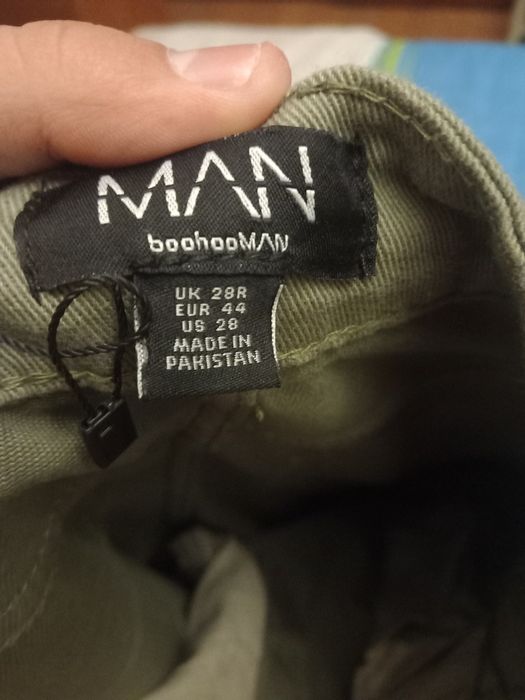 MAN
boohooMAN
UK 28R
EUR 44
US 28
MADE IN
PAKISTAN